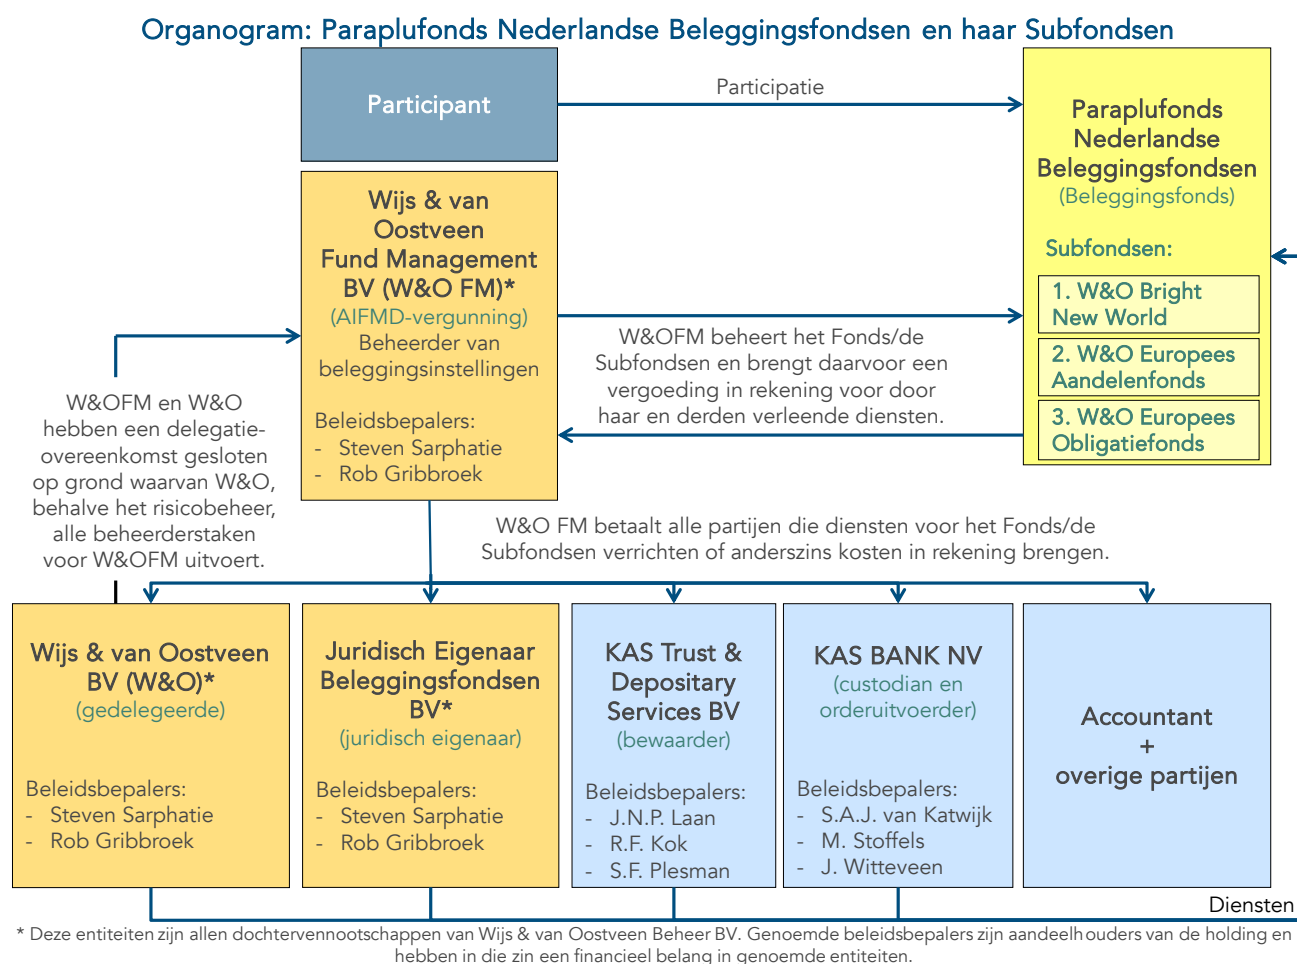 Organogram: Paraplufonds Nederlandse Beleggingsfondsen en haar Subfondsen
Participant
Participatie
Paraplufonds
Nederlandse
Beleggingsfondsen
(Beleggingsfonds)
Subfondsen:
1. W&O Bright
New World
2. W&O Europees
Aandelenfonds
3. W&O Europees
Obligatiefonds
Wijs & van
Oostveen
Fund Management
BV (W&O FM)*
(AIFMD-vergunning)
Beheerder van
beleggingsinstellingen
Beleidsbepalers:
- Steven Sarphatie
- Rob Gribbroek
W&OFM beheert het Fonds/de
Subfondsen en brengt daarvoor een
vergoeding in rekening voor door
haar en derden verleende diensten.
W&OFM en W&O
hebben een delegatie-
overeenkomst gesloten
op grond waarvan W&O,
behalve het risicobeheer,
alle beheerderstaken
voor W&OFM uitvoert.
W&O FM betaalt alle partijen die diensten voor het Fonds/de
Subfondsen verrichten of anderszins kosten in rekening brengen.
Wijs & van Oostveen
BV (W&O)*
(gedelegeerde)
Beleidsbepalers:
- Steven Sarphatie
- Rob Gribbroek
Juridisch Eigenaar
Beleggingsfondsen
BV*
(juridisch eigenaar)
Beleidsbepalers:
- Steven Sarphatie
- Rob Gribbroek
KAS Trust &
Depositary
Services BV
(bewaarder)
Beleidsbepalers:
- J.N.P. Laan
- R.F. Kok
- S.F. Plesman
KAS BANK NV
(custodian en
orderuitvoerder)
Beleidsbepalers:
- S.A.J. van Katwijk
- M. Stoffels
- J. Witteveen
Accountant
+
overige partijen
Diensten
* Deze entiteiten zijn allen dochtervennootschappen van Wijs & van Oostveen Beheer BV. Genoemde beleidsbepalers zijn aandeelhouders van de holding en
hebben in die zin een financieel belang in genoemde entiteiten.